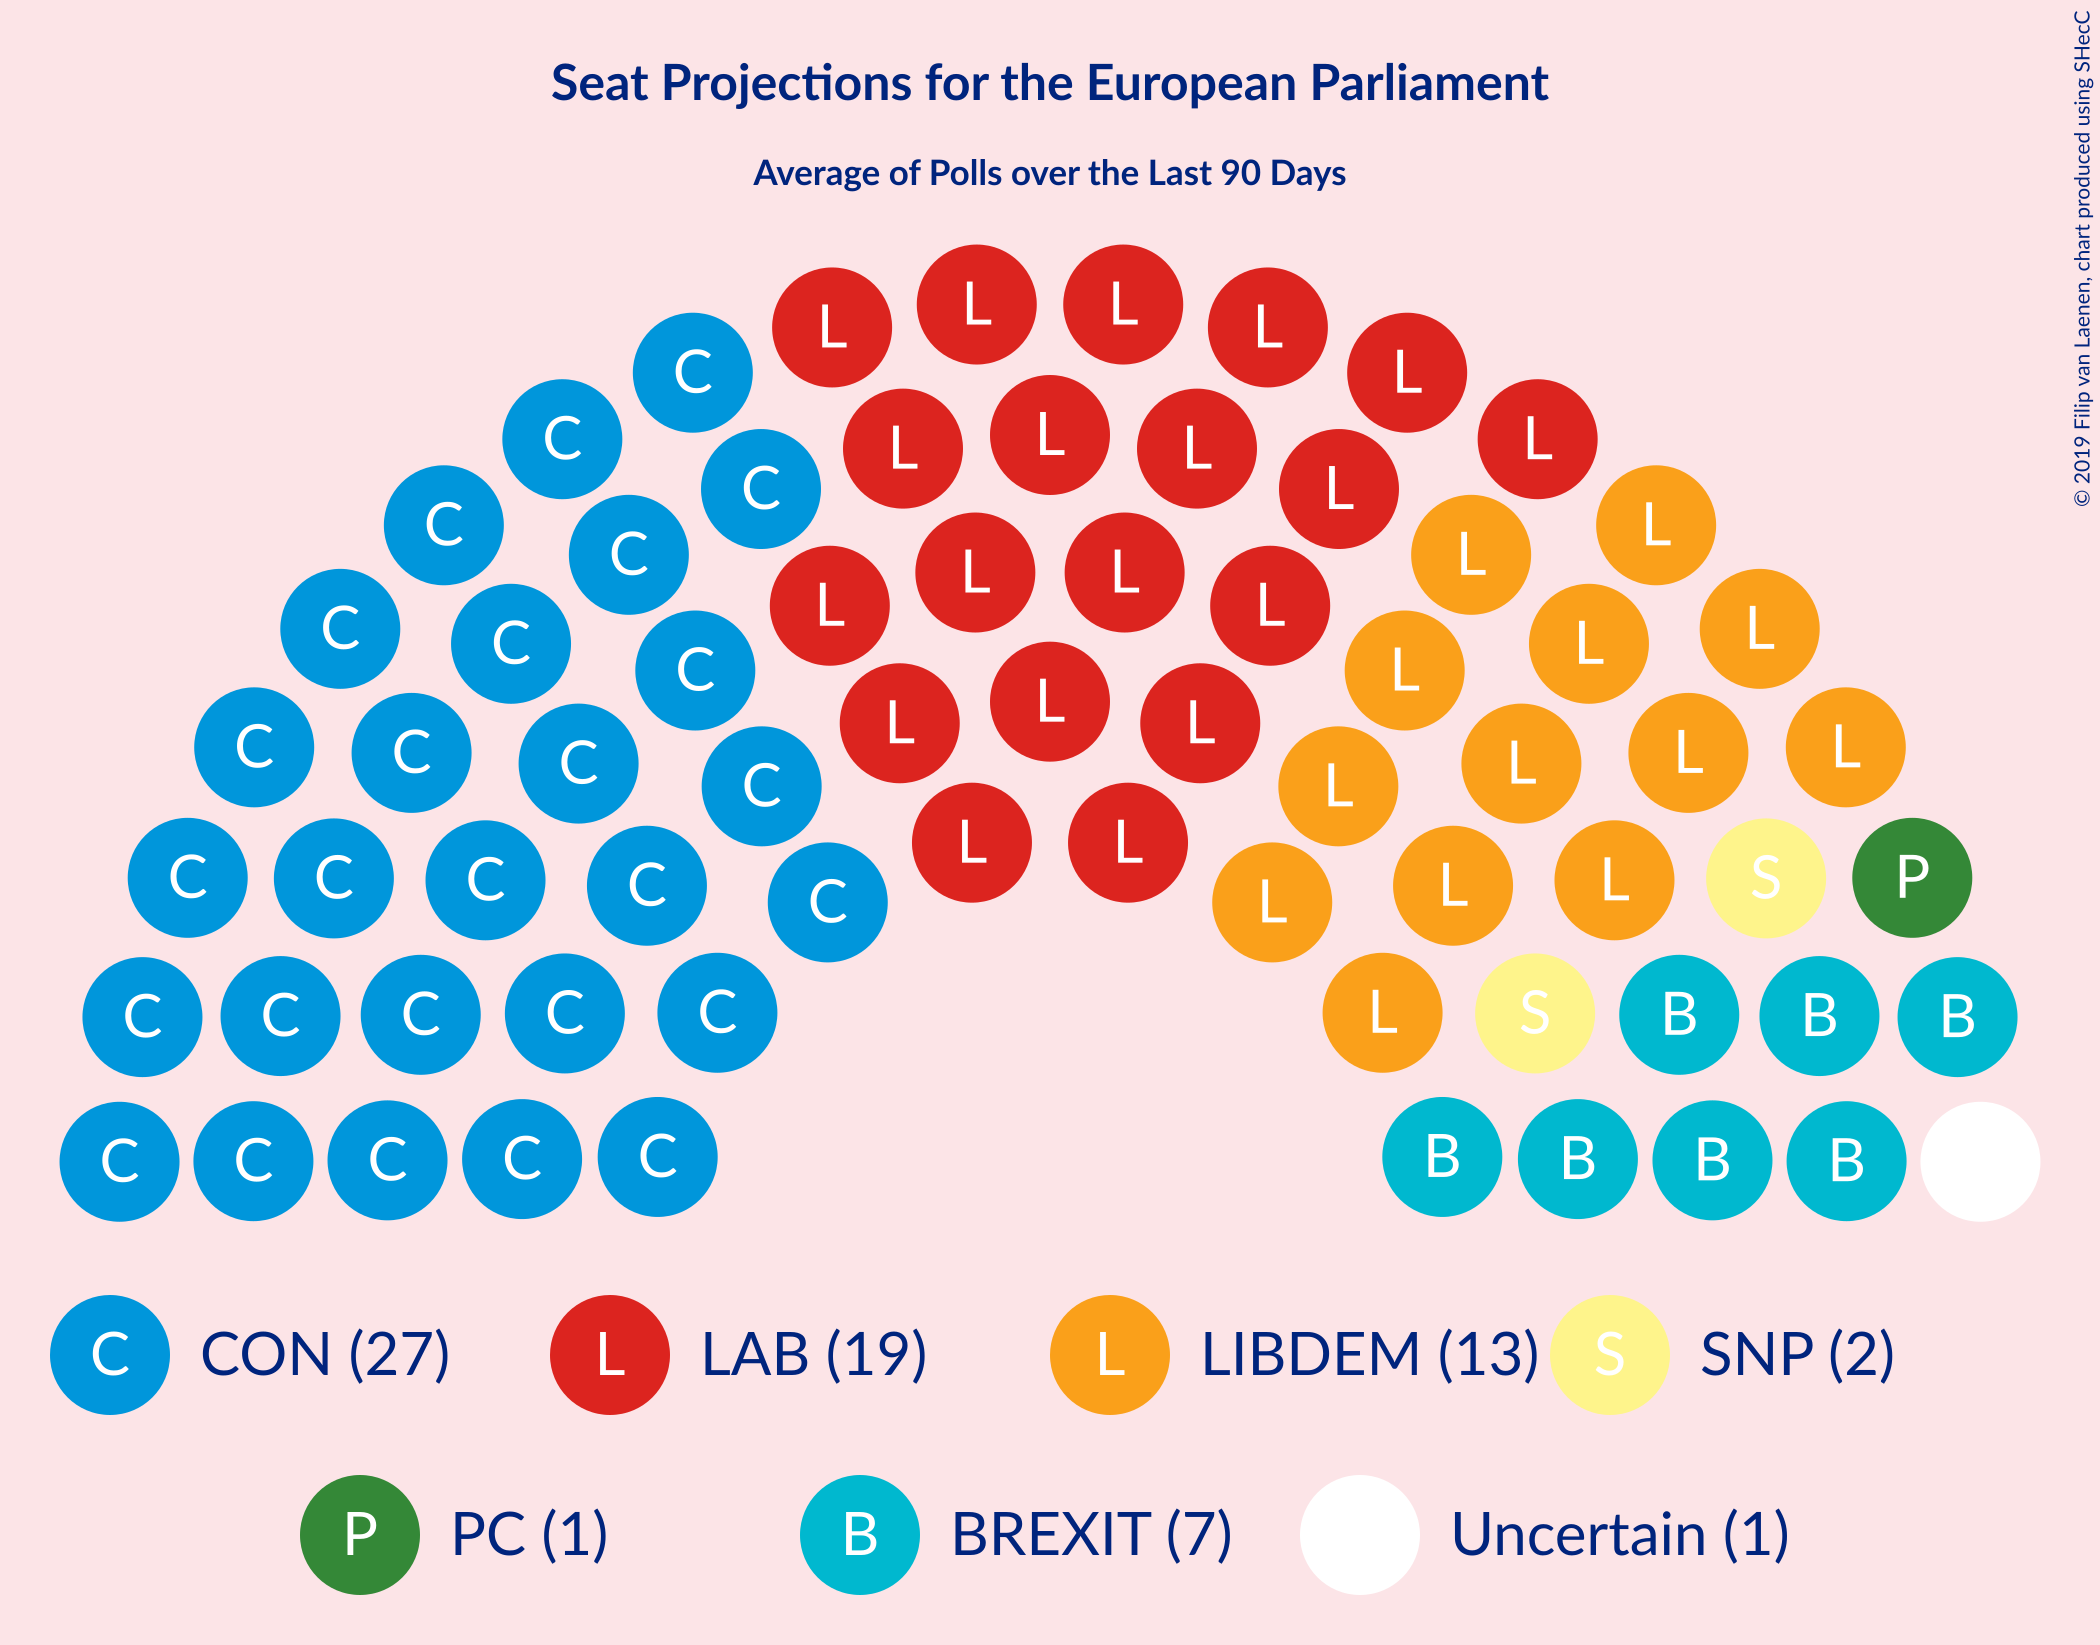 Seat Projections for the European Parliament
Average of Polls over the Last 90 Days
© 2019 Filip van Laenen, chart produced using SHecC
L L
L L
C L
L L L
C L
C L L C
L L
C L
L L
C L
L L
C L
C L
L L L
C L
C L
C L
C L
L L
C C C C S P
C L
C L
C C C C C L S B B B
C C C C C B B B B
C CON (27) L LAB (19) L LIBDEM (13) S SNP (2)
P PC (1) B BREXIT (7) Uncertain (1)